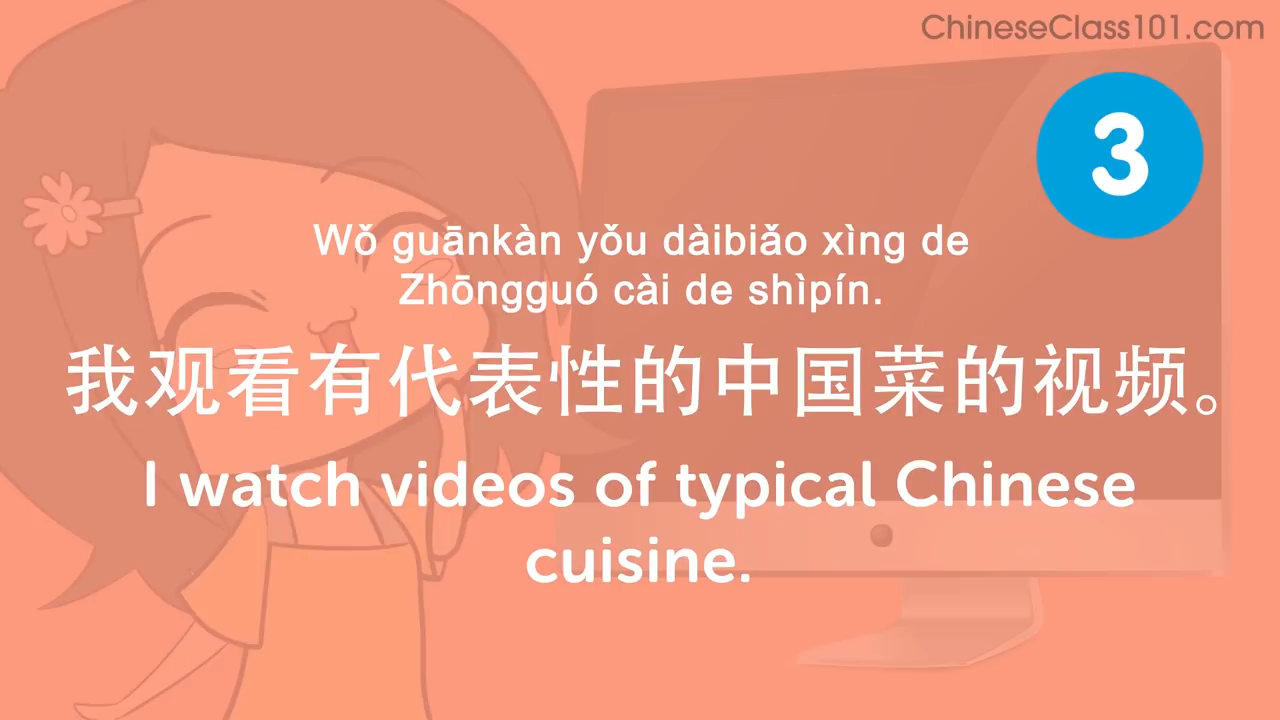 ChineseClass101.com
3
Wǒ guānkàn yǒu dàibiǎo xìng de
Zhōngguó cài de shìpín.
我观看有代表性的中国菜的视频。
I watch videos of typical Chinese
cuisine.